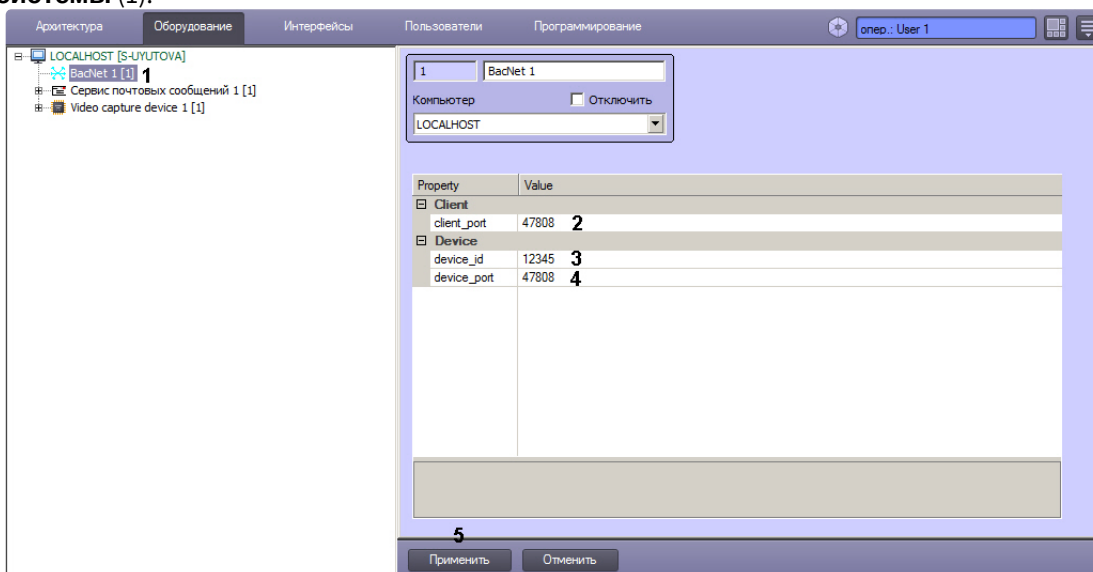 системы (1).
Архитектура Оборудование Интерфейсы Пользователи Программирование опер.: User 1
LOCALHOST [S-UYUTOVA]
BacNet 1 [1] 1
Сервис почтовых сообщений 1 [1]
Video capture device 1 [1]
1 BacNet 1
Компьютер Отключить
LOCALHOST
Property Value
Client
client_port 47808 2
Device
device_id 12345 3
device_port 47808 4
5
Применить Отменить